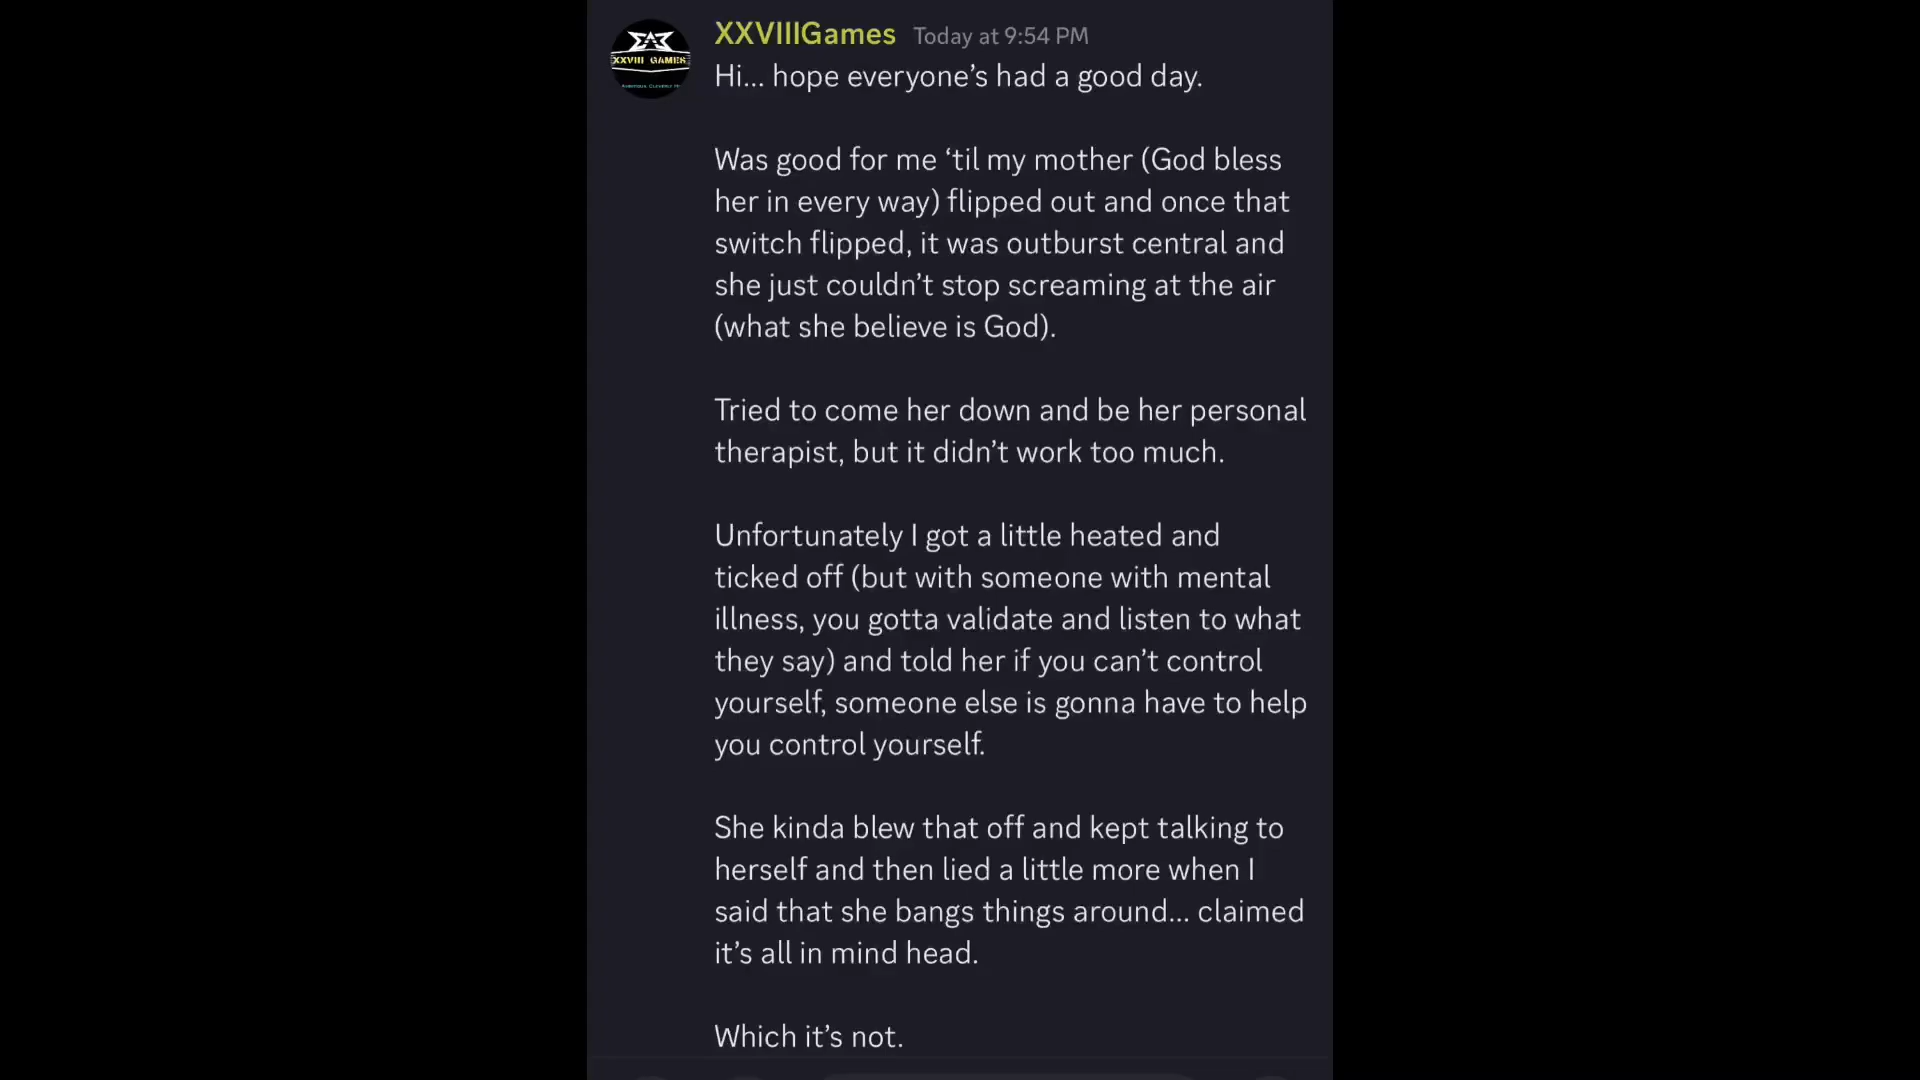 XXVIIIGames Today at 9:54 PM
XXVIII GAMES
Hi... hope everyone's had a good day.
Was good for me ‘til my mother (God bless
her in every way) flipped out and once that
switch flipped, it was outburst central and
she just couldn’t stop screaming at the air
(what she believe is God).
Tried to come her down and be her personal
therapist, but it didn’t work too much.
Unfortunately I got a little heated and
ticked off (but with someone with mental
illness, you gotta validate and listen to what
they say) and told her if you can’t control
yourself, someone else is gonna have to help
you control yourself.
She kinda blew that off and kept talking to
herself and then lied a little more when I
said that she bangs things around... claimed
it’s all in mind head.
Which it’s not.